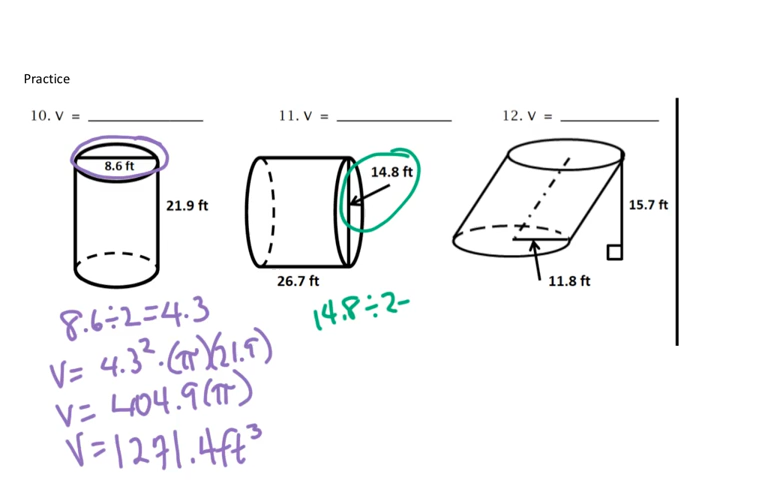 Practice
10. V = ____________ 11. V = ____________ 12. V = ____________
8.6 ft
21.9 ft
14.8 ft
26.7 ft
15.7 ft
11.8 ft
8.6÷2=4.3
V= 4.3²·(π)(21.9)
V= 404.9(π)
V=1271.4ft³
14.8÷2-